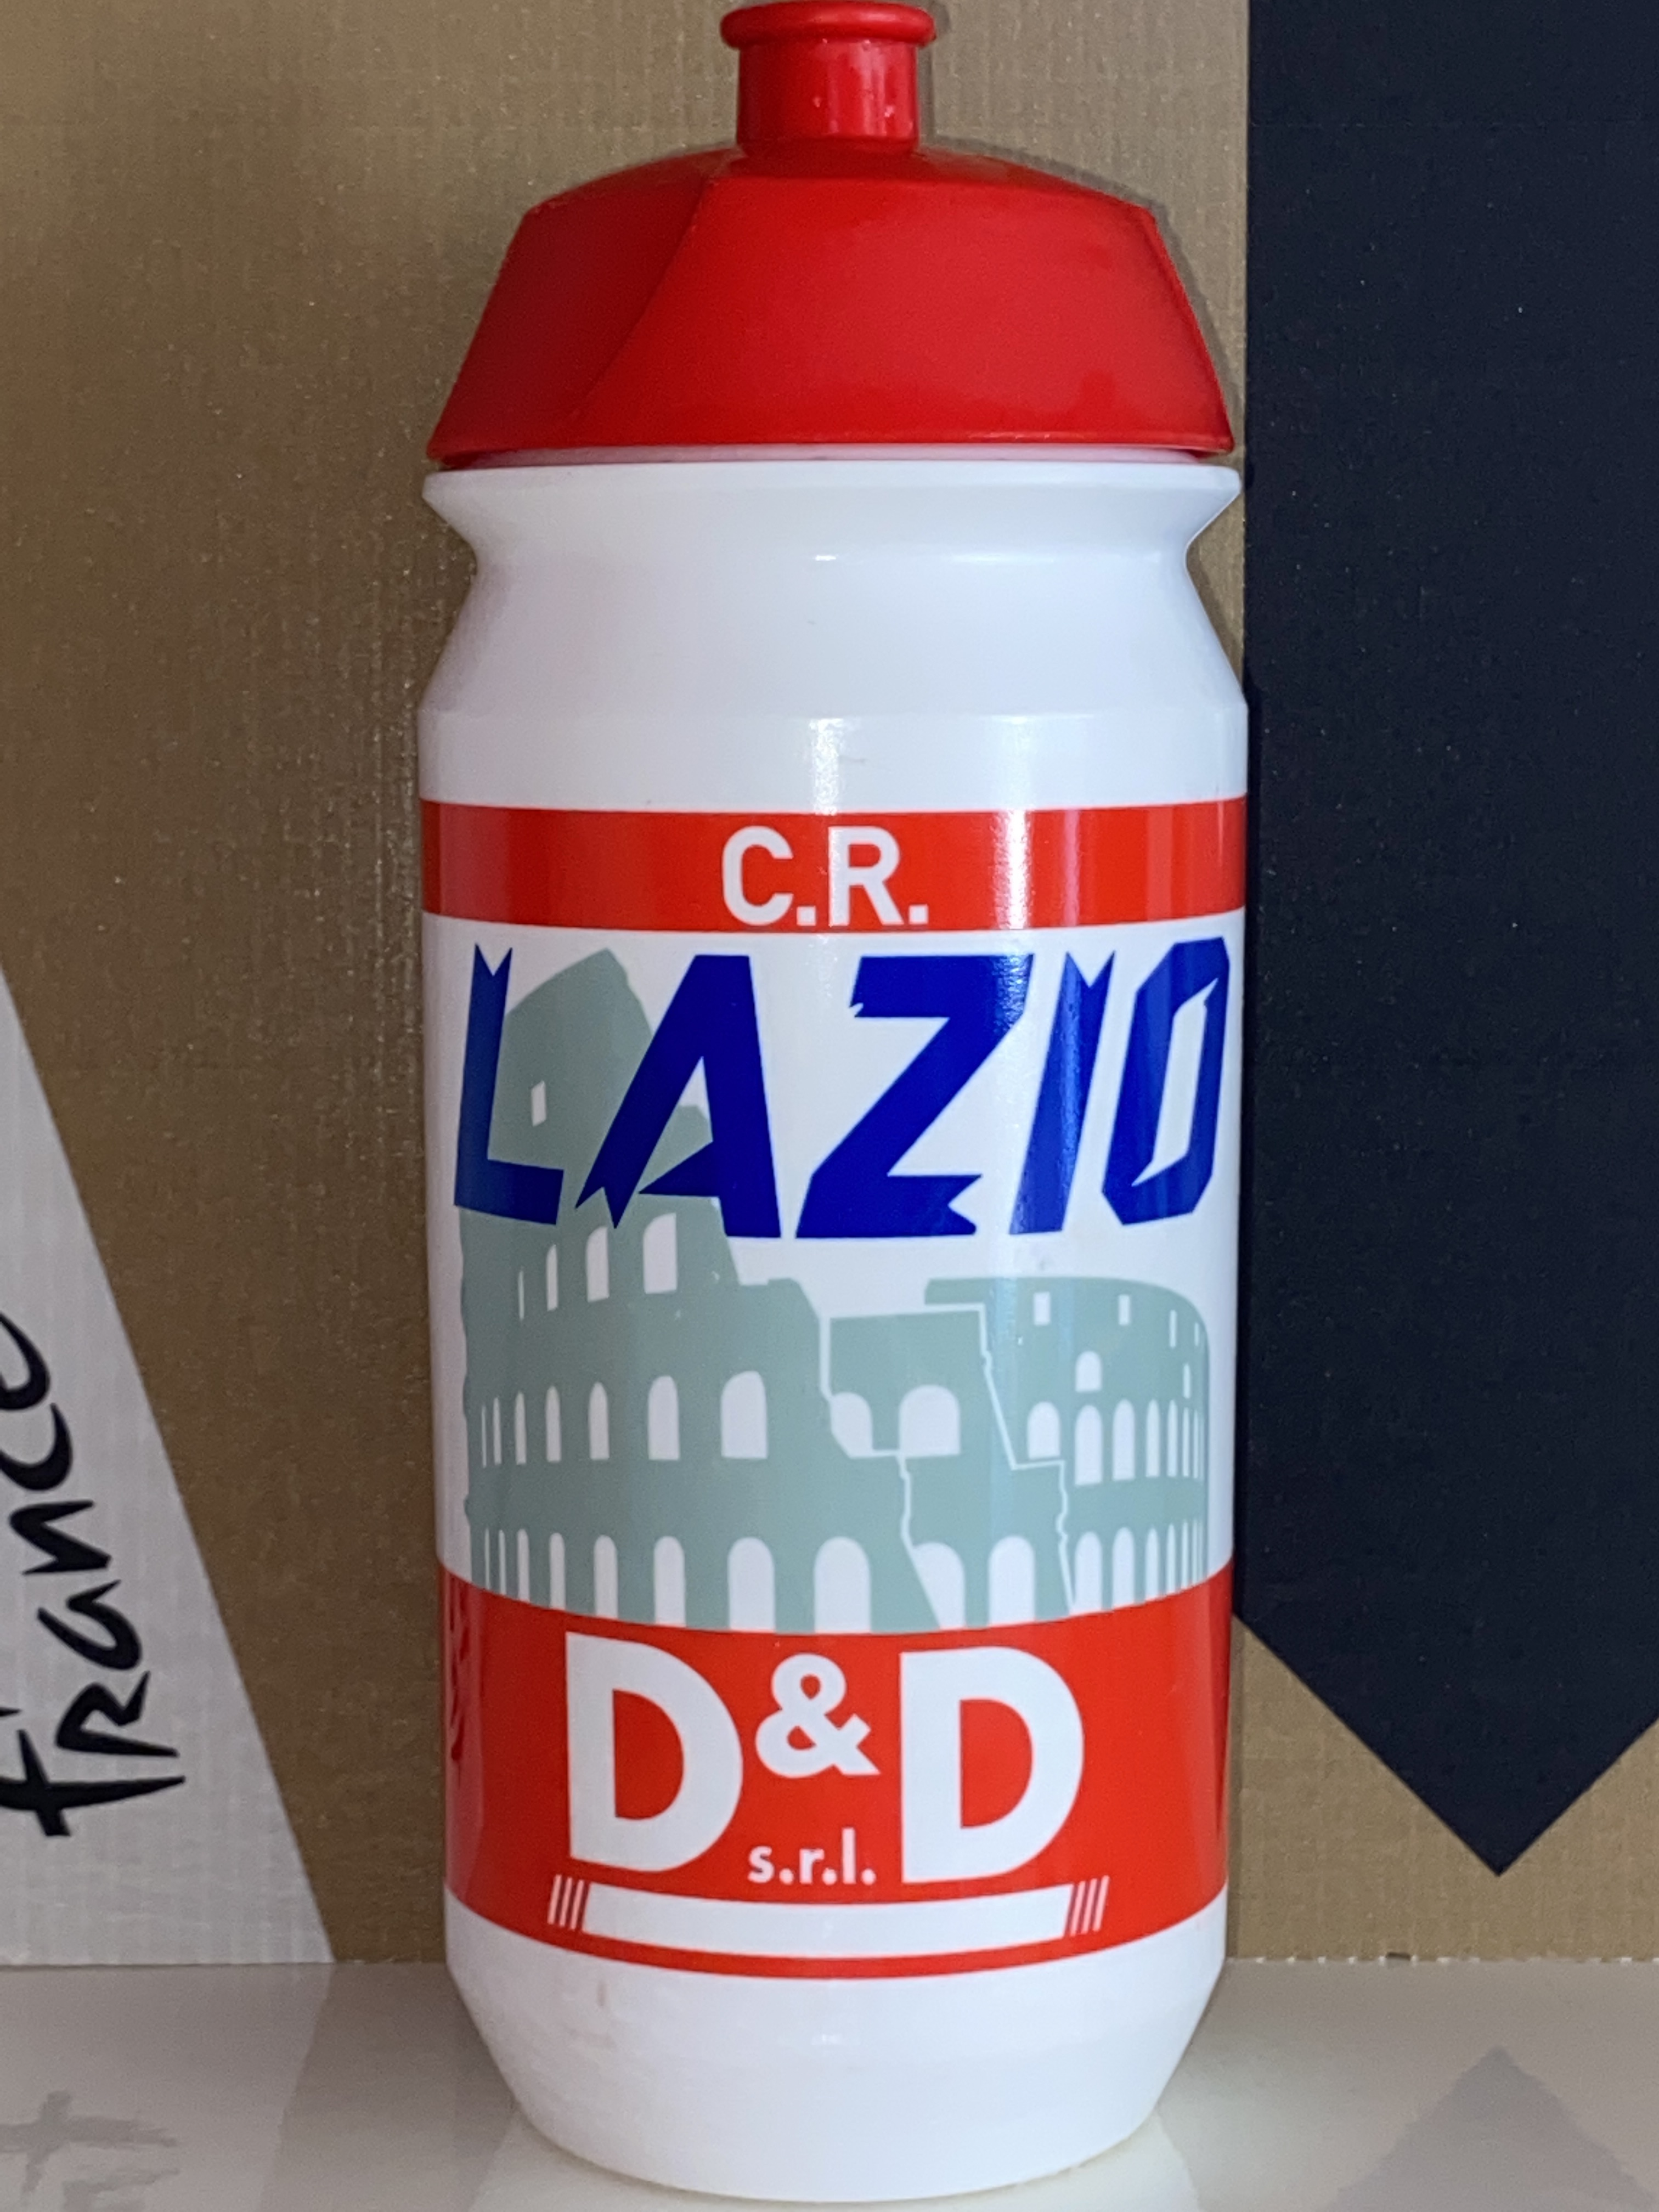 C.R.
LAZIO
D&D
s.r.l.
france